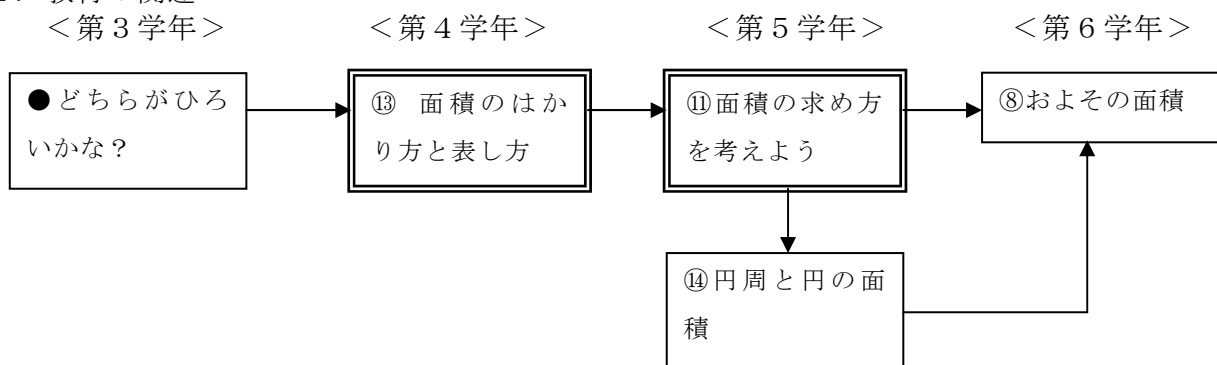 ＜第３学年＞ ＜第４学年＞ ＜第５学年＞ ＜第６学年＞
●どちらがひろ
いかな？
⑬ 面積のはか
り方と表し方
⑪面積の求め方
を考えよう
⑧およその面積
⑭円周と円の面
積